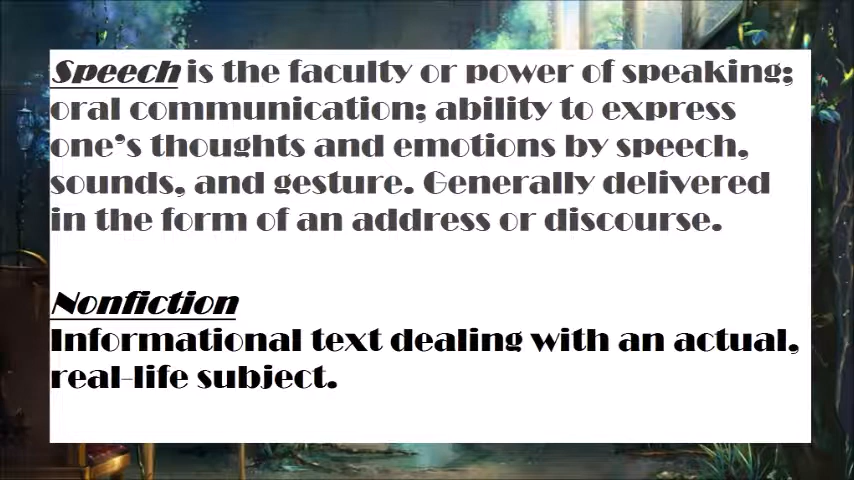 Speech is the faculty or power of speaking;
oral communication; ability to express
one's thoughts and emotions by speech,
sounds, and gesture. Generally delivered
in the form of an address or discourse.
Nonfiction
Informational text dealing with an actual,
real-life subject.